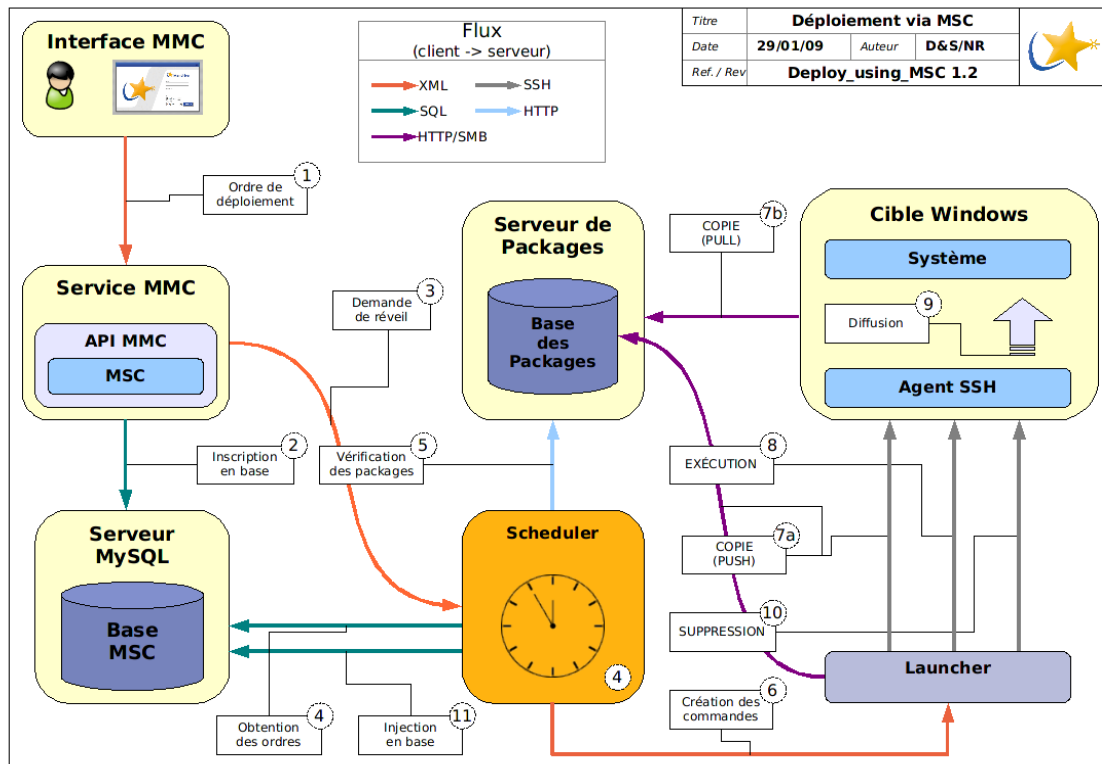 Interface MMC
Flux
(client -> serveur)
XML
SSH
SQL
HTTP
HTTP/SMB
Titre
Déploiement via MSC
Date
29/01/09
Auteur
D&S/NR
Ref. / Rev
Deploy_using_MSC 1.2
Ordre de
déploiement
1
Service MMC
API MMC
MSC
Demande
de réveil
3
Serveur de
Packages
Base
des
Packages
COPIE
(PULL)
7b
Cible Windows
Système
Diffusion
9
Agent SSH
Inscription
en base
2
Vérification
des packages
5
EXÉCUTION
8
Serveur
MySQL
Base
MSC
Scheduler
4
COPIE
(PUSH)
7a
SUPPRESSION
10
Launcher
Obtention
des ordres
4
Injection
en base
11
Création des
commandes
6